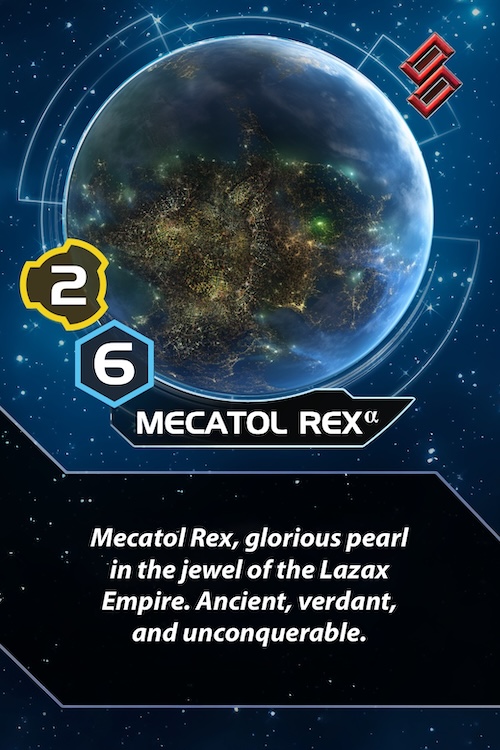 2
6
MECATOL REXα
Mecatol Rex, glorious pearl
in the jewel of the Lazax
Empire. Ancient, verdant,
and unconquerable.